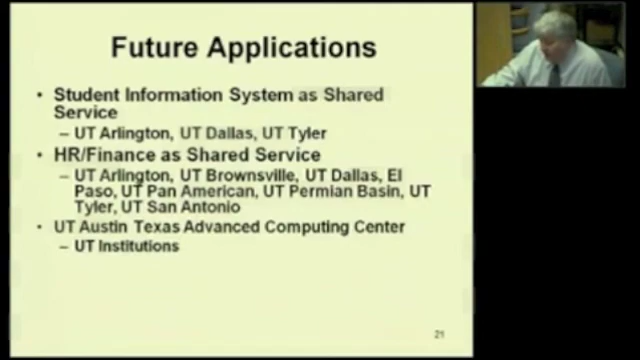 Future Applications
• Student Information System as Shared
Service
– UT Arlington, UT Dallas, UT Tyler
• HR/Finance as Shared Service
– UT Arlington, UT Brownsville, UT Dallas, El
Paso, UT Pan American, UT Permian Basin, UT
Tyler, UT San Antonio
• UT Austin Texas Advanced Computing Center
– UT Institutions
21